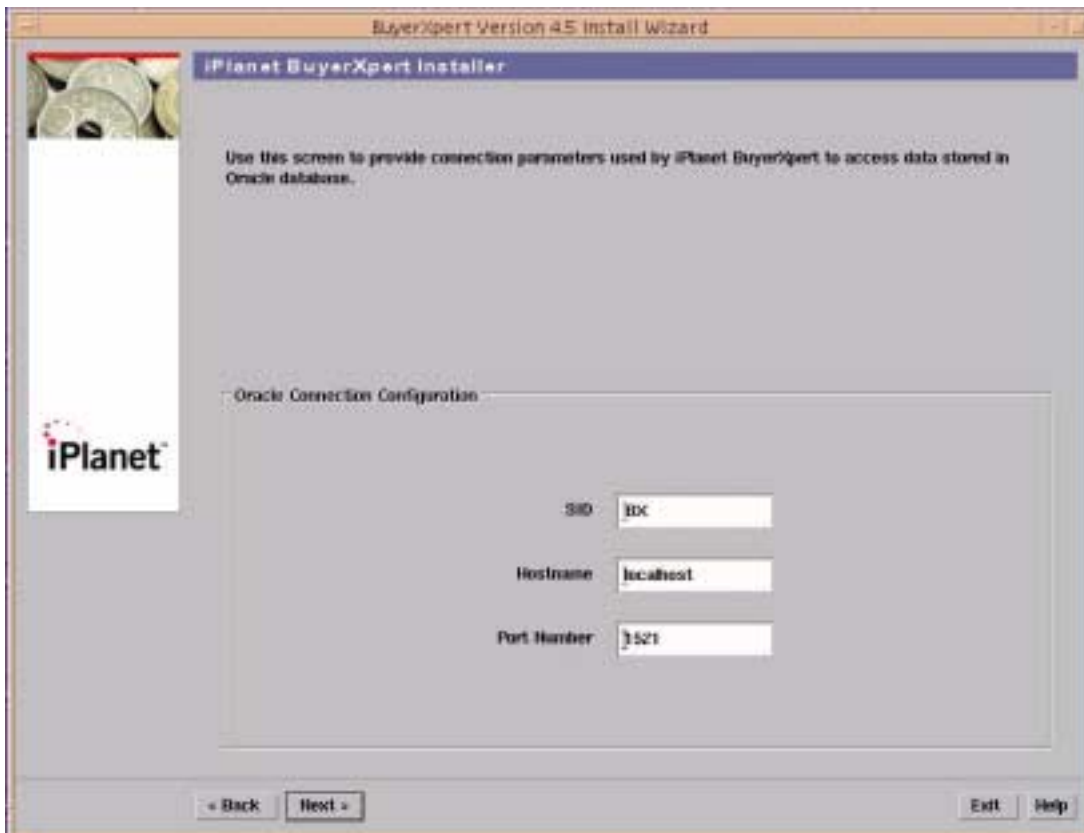 BuyerXpert Version 4.5 Install Wizard
iPlanet BuyerXpert Installer
Use this screen to provide connection parameters used by iPlanet BuyerXpert to access data stored in
Oracle database.
Oracle Connection Configuration
iPlanet™
SID BX
Hostname localhost
Port Number 1521
« Back Next » Exit Help